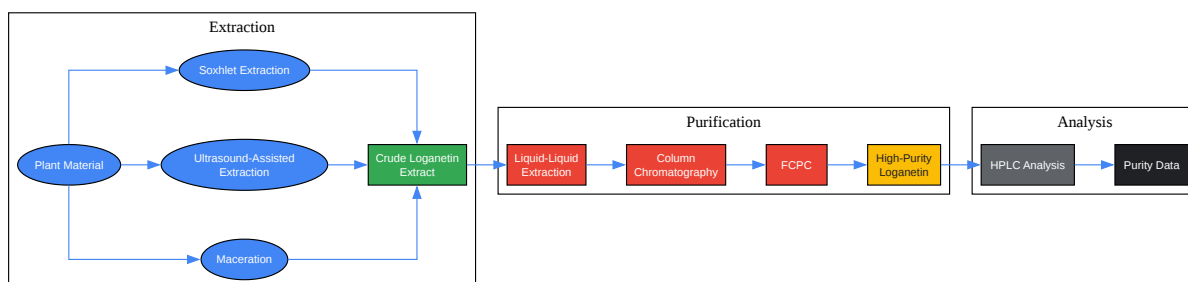 Extraction
Soxhlet Extraction
Plant Material
Ultrasound-Assisted
Extraction
Maceration
Crude Loganetin
Extract
Purification
Liquid-Liquid
Extraction
Column
Chromatography
FCPC
High-Purity
Loganetin
Analysis
HPLC Analysis
Purity Data